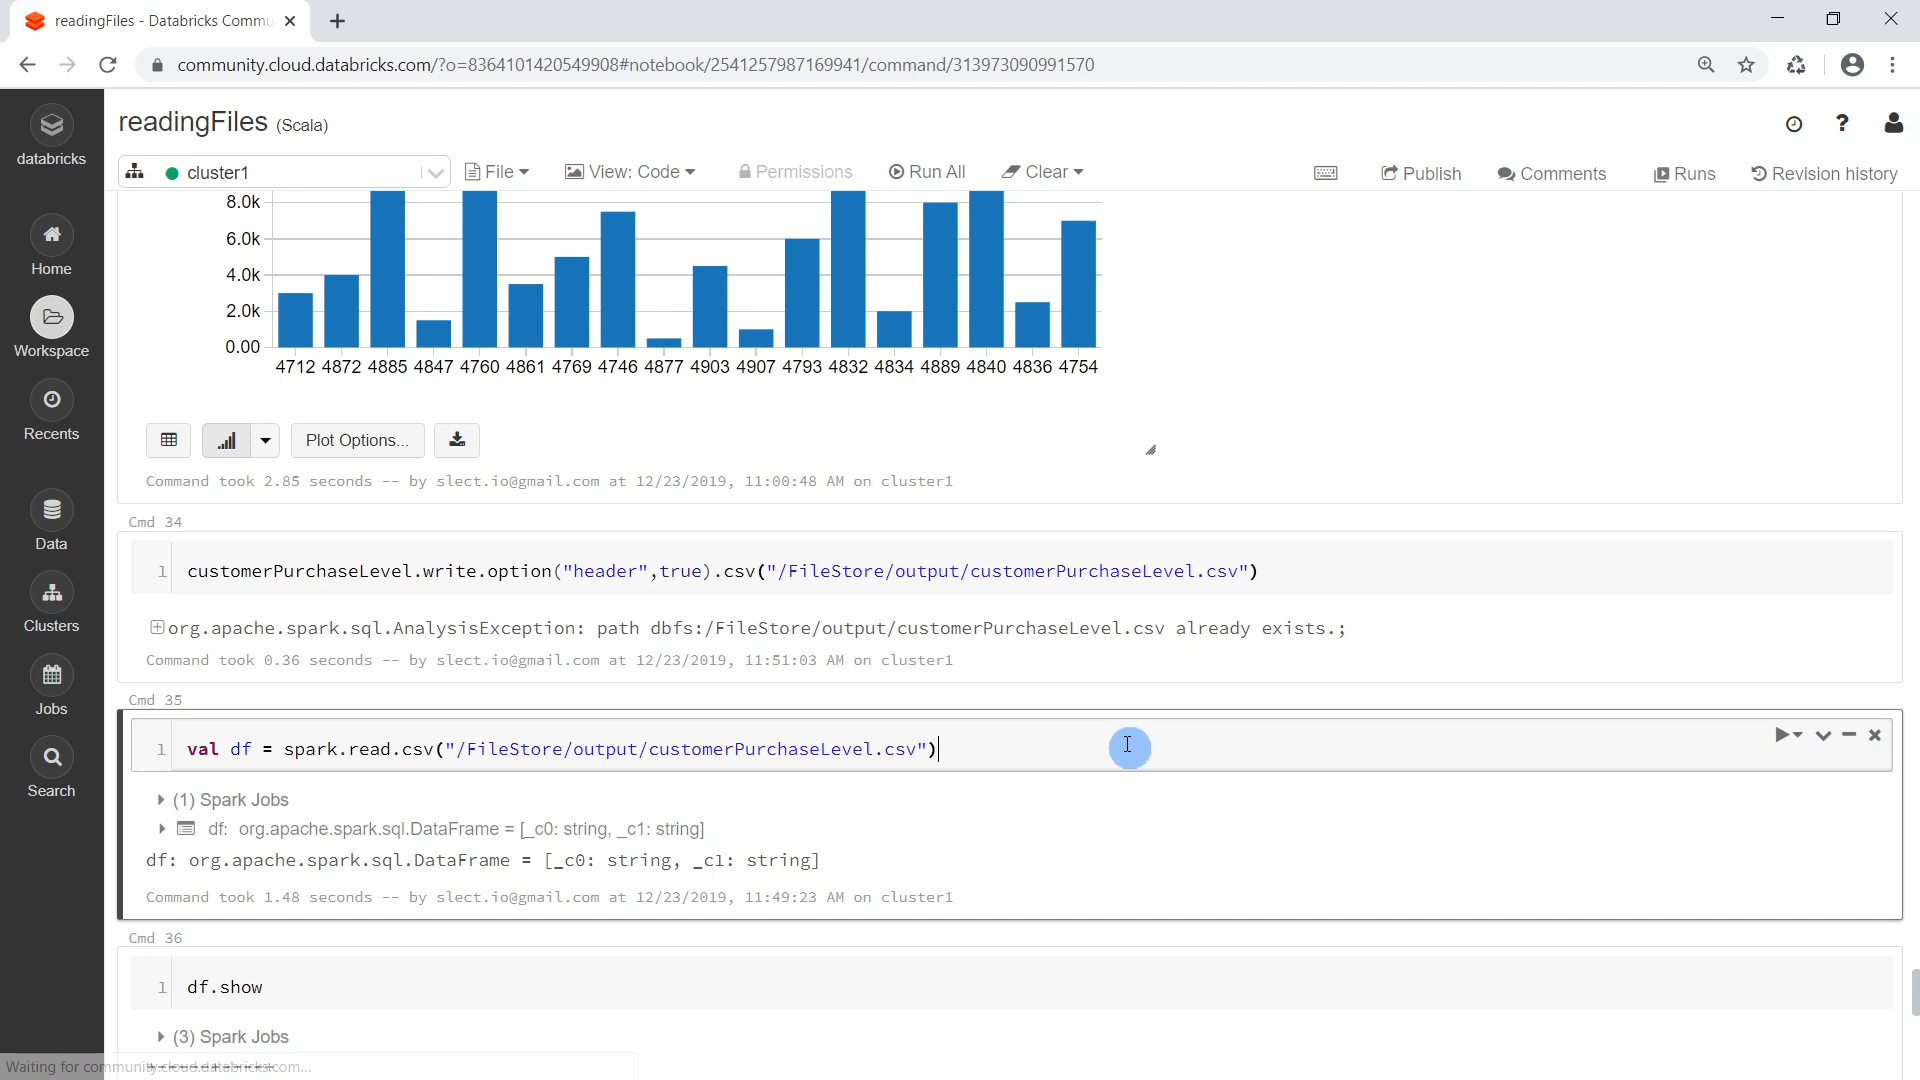 readingFiles - Databricks Commu
community.cloud.databricks.com/?o=8364101420549908#notebook/2541257987169941/command/313973090991570
databricks
Home
Workspace
Recents
Data
Clusters
Jobs
Search
readingFiles (Scala)
cluster1
File
View: Code
Permissions
Run All
Clear
Publish
Comments
Runs
Revision history
8.0k
6.0k
4.0k
2.0k
0.00
4712 4872 4885 4847 4760 4861 4769 4746 4877 4903 4907 4793 4832 4834 4889 4840 4836 4754
Plot Options...
Command took 2.85 seconds -- by slect.io@gmail.com at 12/23/2019, 11:00:48 AM on cluster1
Cmd 34
1 customerPurchaseLevel.write.option("header",true).csv("/FileStore/output/customerPurchaseLevel.csv")
org.apache.spark.sql.AnalysisException: path dbfs:/FileStore/output/customerPurchaseLevel.csv already exists.;
Command took 0.36 seconds -- by slect.io@gmail.com at 12/23/2019, 11:51:03 AM on cluster1
Cmd 35
1 val df = spark.read.csv("/FileStore/output/customerPurchaseLevel.csv")
(1) Spark Jobs
df: org.apache.spark.sql.DataFrame = [_c0: string, _c1: string]
df: org.apache.spark.sql.DataFrame = [_c0: string, _c1: string]
Command took 1.48 seconds -- by slect.io@gmail.com at 12/23/2019, 11:49:23 AM on cluster1
Cmd 36
1 df.show
(3) Spark Jobs
Waiting for community.cloud.databricks.com...